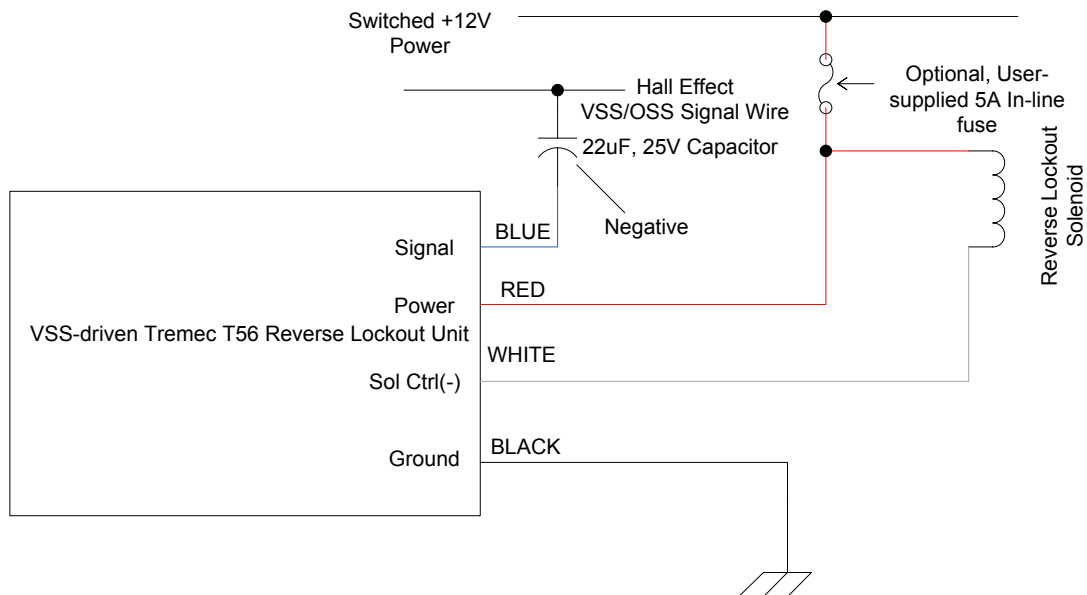 Switched +12V
Power
Hall Effect
VSS/OSS Signal Wire
22uF, 25V Capacitor
Negative
Optional, User-
supplied 5A In-line
fuse
Reverse Lockout
Solenoid
BLUE
Signal
RED
Power
VSS-driven Tremec T56 Reverse Lockout Unit
WHITE
Sol Ctrl(-)
BLACK
Ground